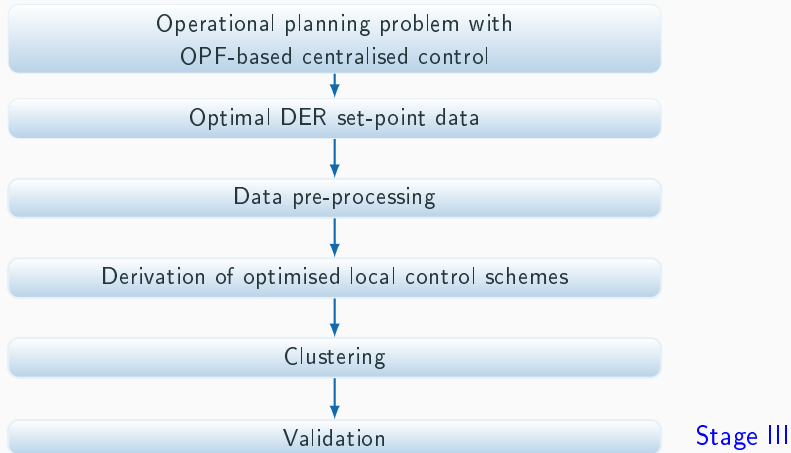 Operational planning problem with
OPF-based centralised control
Optimal DER set-point data
Data pre-processing
Derivation of optimised local control schemes
Clustering
Validation
Stage III